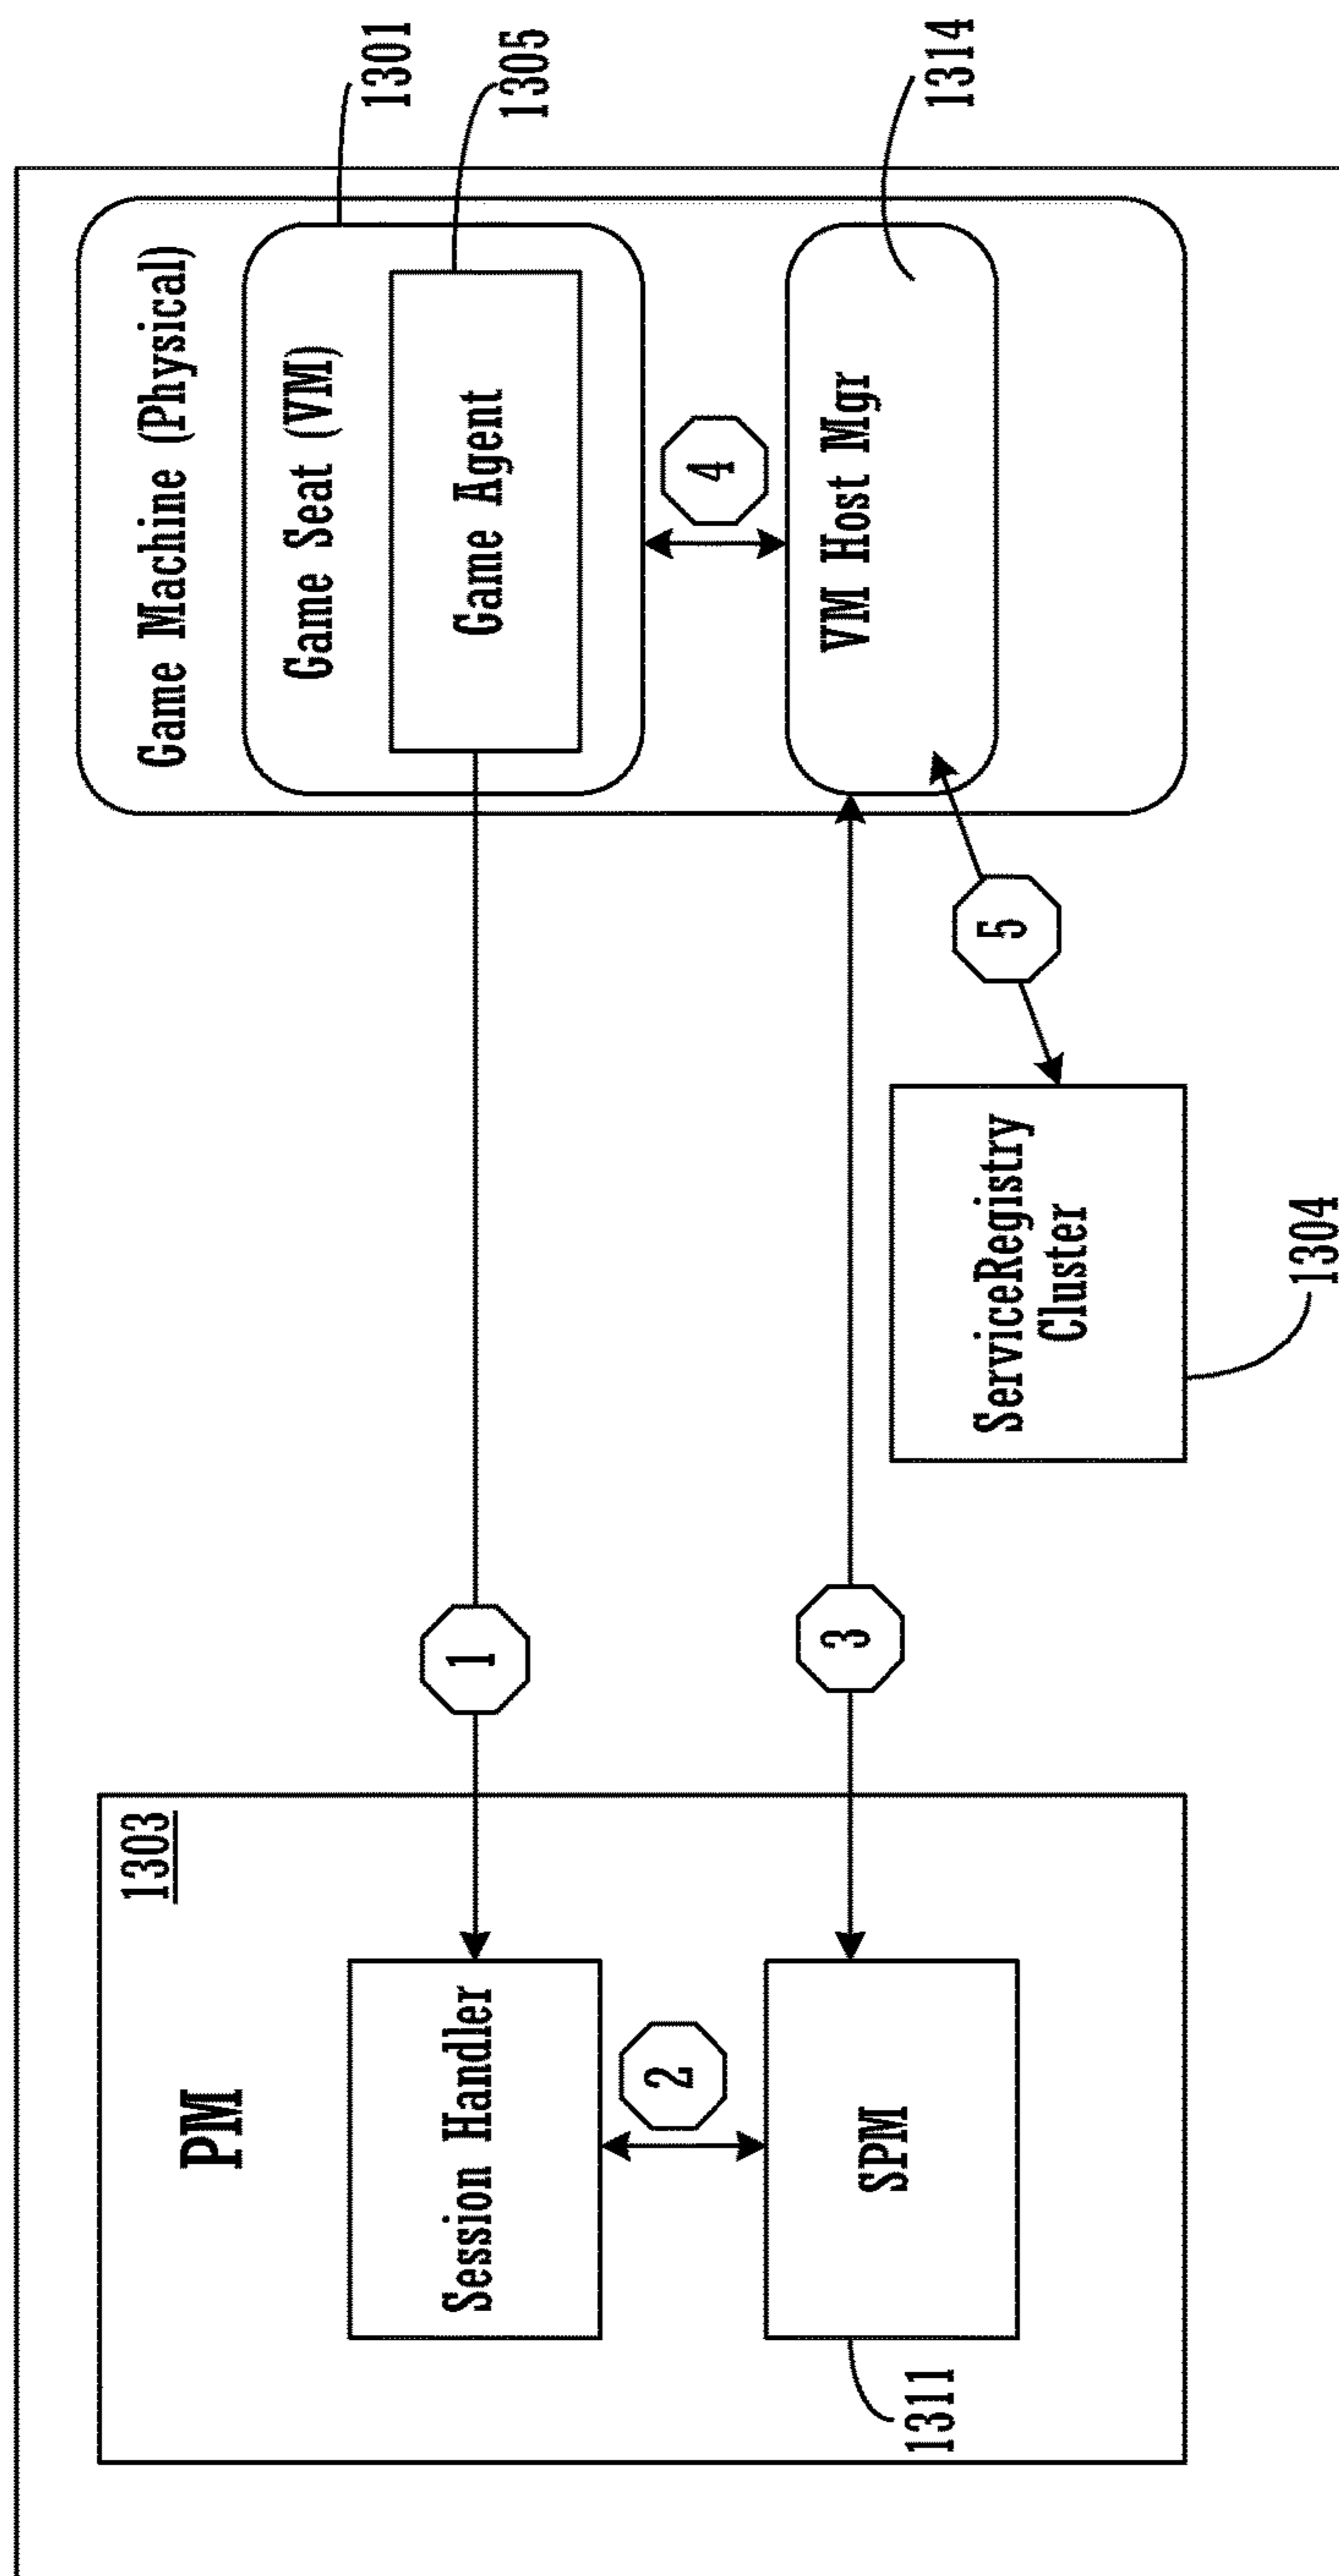 1303
PM
Session Handler
2
SPM
1311
1
3
Game Machine (Physical)
Game Seat (VM)
Game Agent
4
VM Host Mgr
5
ServiceRegistry
Cluster
1301
1305
1314
1304